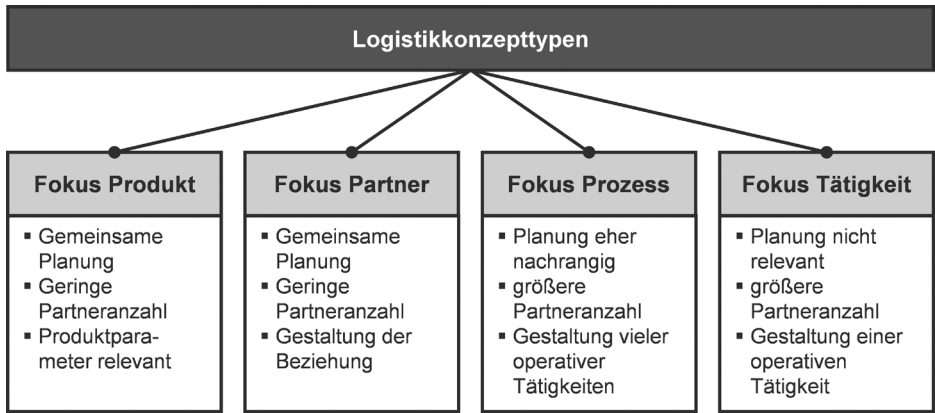 Logistikkonzepttypen
Fokus Produkt
▪ Gemeinsame
Planung
▪ Geringe
Partneranzahl
▪ Produktpara-
meter relevant
Fokus Partner
▪ Gemeinsame
Planung
▪ Geringe
Partneranzahl
▪ Gestaltung der
Beziehung
Fokus Prozess
▪ Planung eher
nachrangig
▪ größere
Partneranzahl
▪ Gestaltung vieler
operativer
Tätigkeiten
Fokus Tätigkeit
▪ Planung nicht
relevant
▪ größere
Partneranzahl
▪ Gestaltung einer
operativen
Tätigkeit